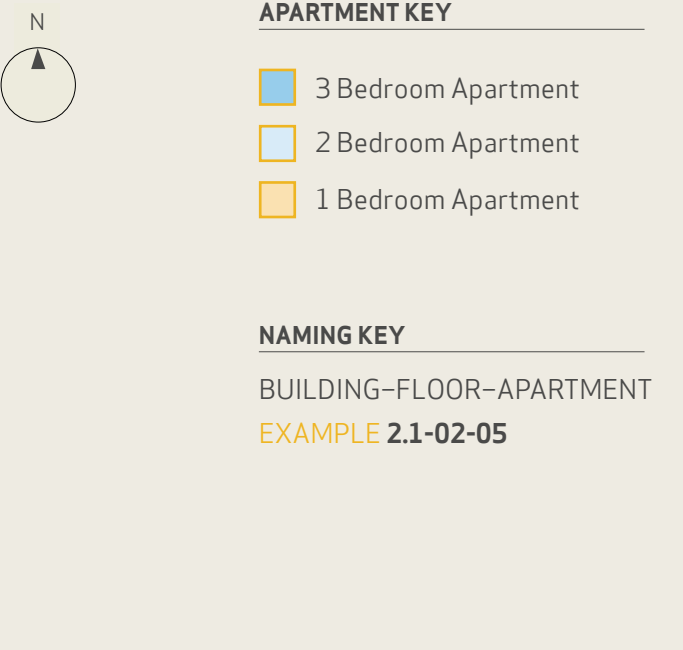 N
APARTMENT KEY
3 Bedroom Apartment
2 Bedroom Apartment
1 Bedroom Apartment
NAMING KEY
BUILDING–FLOOR–APARTMENT
EXAMPLE 2.1-02-05